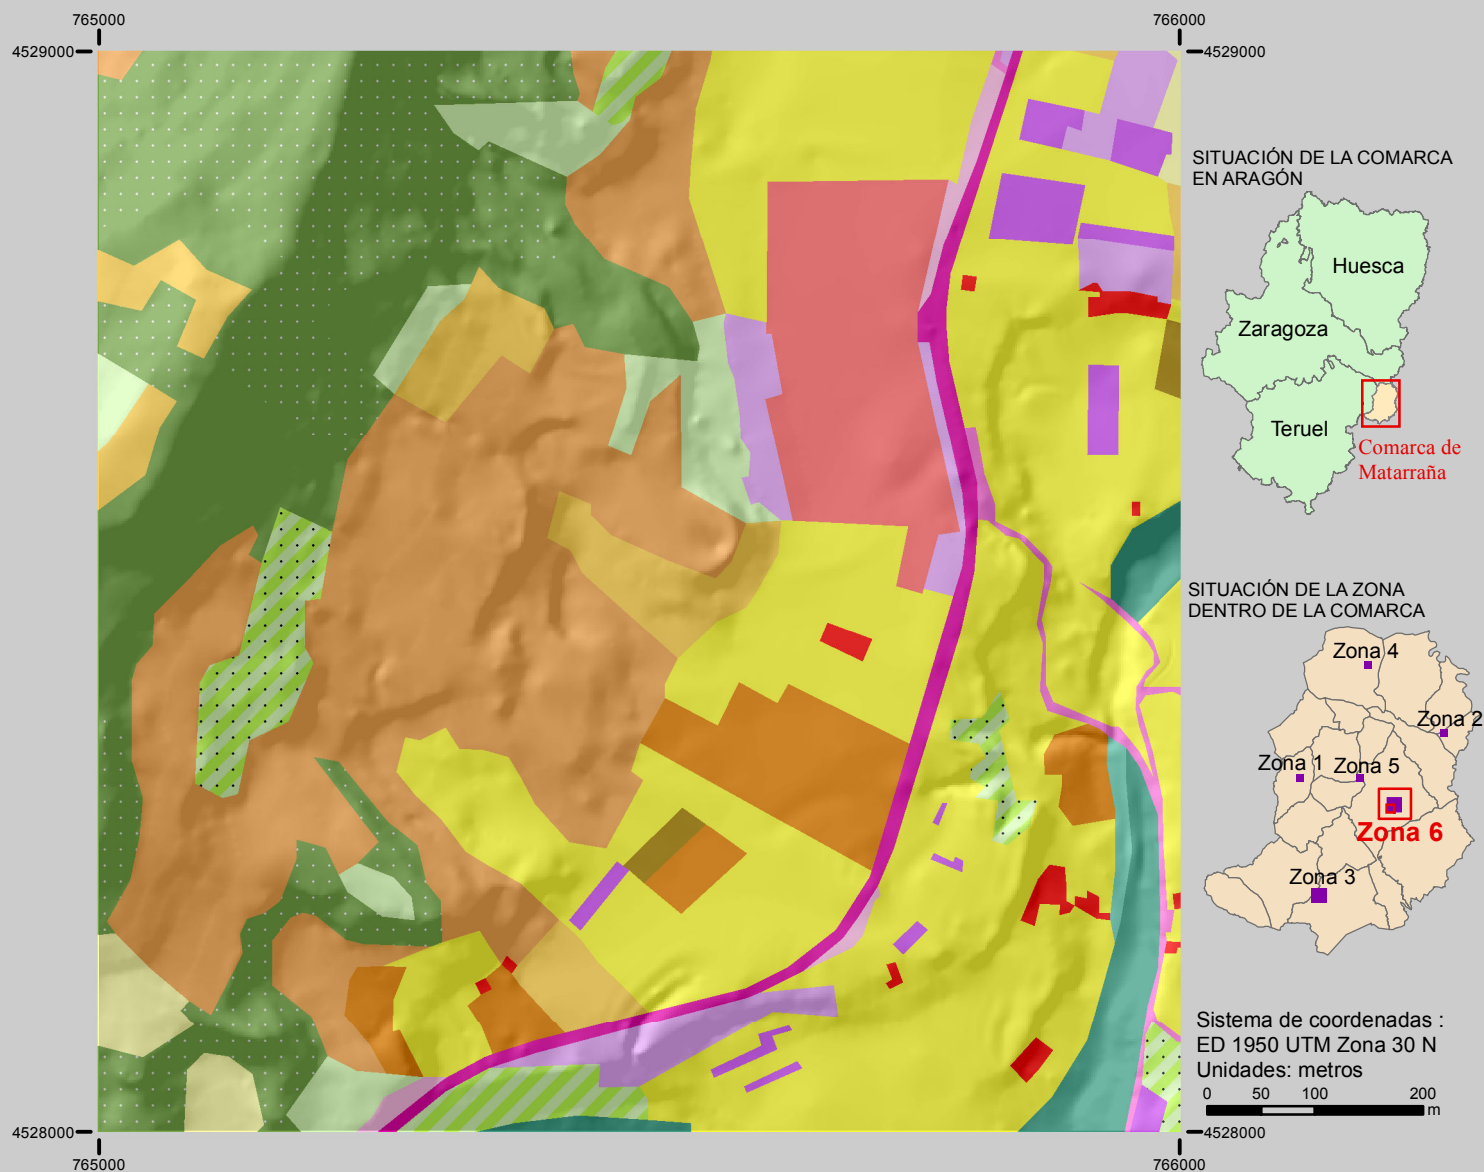 765000
766000
4529000
4529000
SITUACIÓN DE LA COMARCA
EN ARAGÓN
Huesca
Zaragoza
Teruel
Comarca de
Matarraña
SITUACIÓN DE LA ZONA
DENTRO DE LA COMARCA
Zona 4
Zona 2
Zona 1
Zona 5
Zona 6
Zona 3
Sistema de coordenadas :
ED 1950 UTM Zona 30 N
Unidades: metros
0 50 100 200
m
4528000
4528000
765000
766000